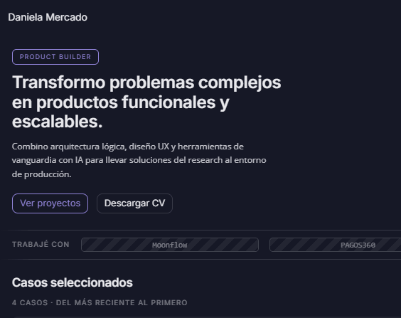 Daniela Mercado
PRODUCT BUILDER
Transformo problemas complejos
en productos funcionales y
escalables.
Combino arquitectura lógica, diseño UX y herramientas de
vanguardia con IA para llevar soluciones del research al entorno
de producción.
Ver proyectos
Descargar CV
TRABAJÉ CON
Moonflow
PAGOS360
Casos seleccionados
4 CASOS · DEL MÁS RECIENTE AL PRIMERO